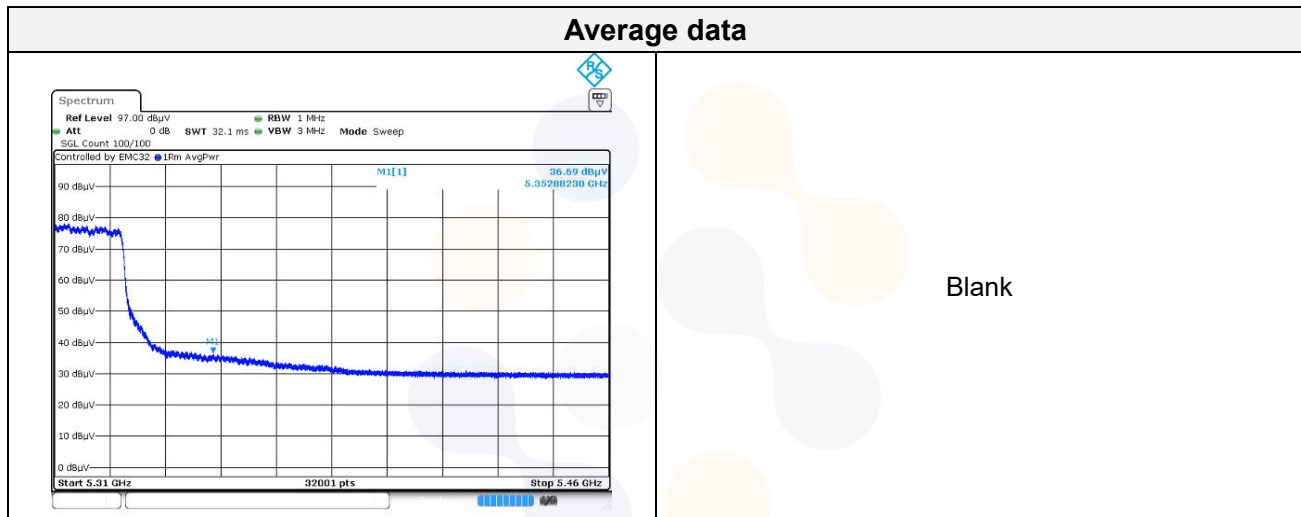 Average data
R&S
Spectrum
Ref Level 97.00 dBµV RBW 1 MHz
Att 0 dB SWT 32.1 ms VBW 3 MHz Mode Sweep
SGL Count 100/100
Controlled by EMC32 1Rm AvgPwr
M1[1] 36.69 dBµV
5.35288230 GHz
90 dBµV
80 dBµV
70 dBµV
60 dBµV
50 dBµV
40 dBµV
M1
30 dBµV
20 dBµV
10 dBµV
0 dBµV
Start 5.31 GHz 32001 pts Stop 5.46 GHz
Blank